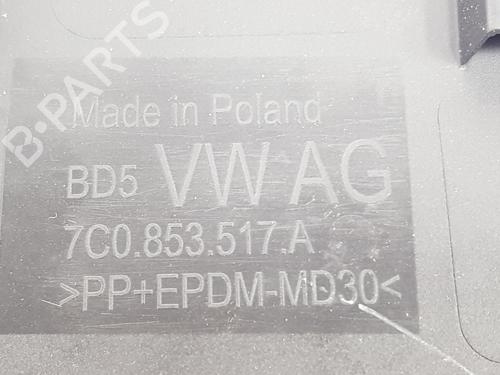 B-PARTS
Made in Poland
BD5 VW AG
7C0.853.517.A
>PP+EPDM-MD30<